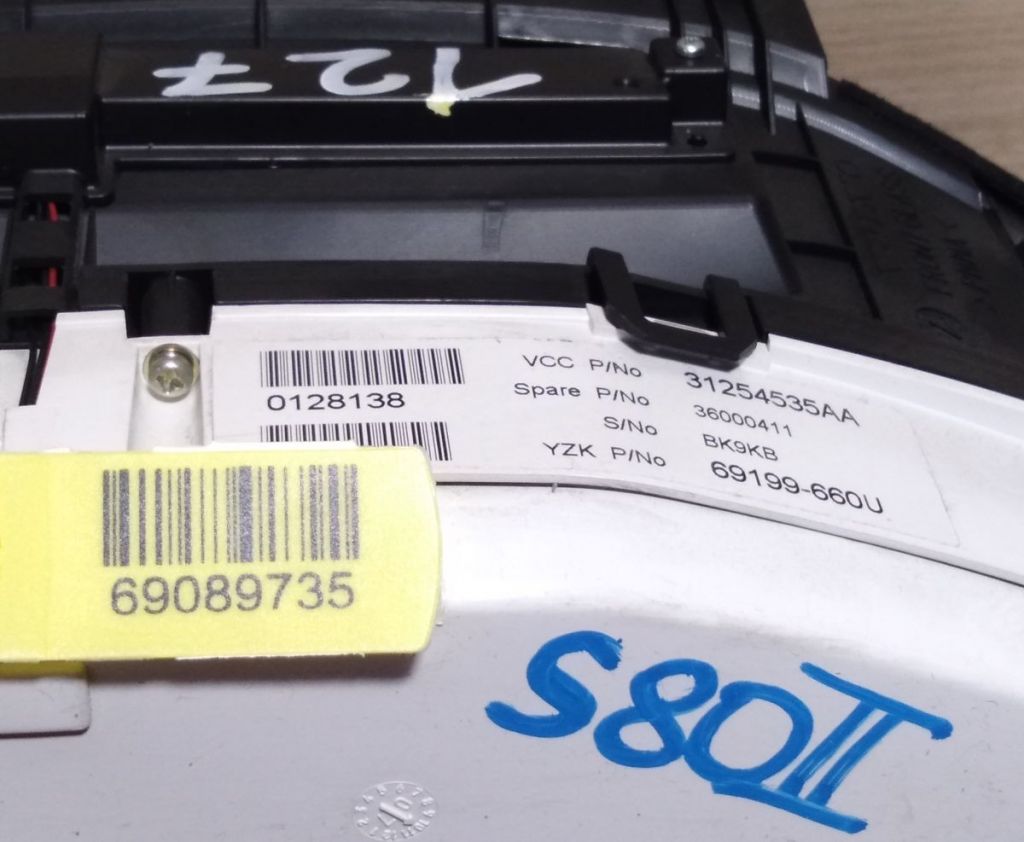 127
0128138
VCC P/No 31254535AA
Spare P/No 36000411
S/No BK9KB
YZK P/No 69199-660U
69089735
S80II